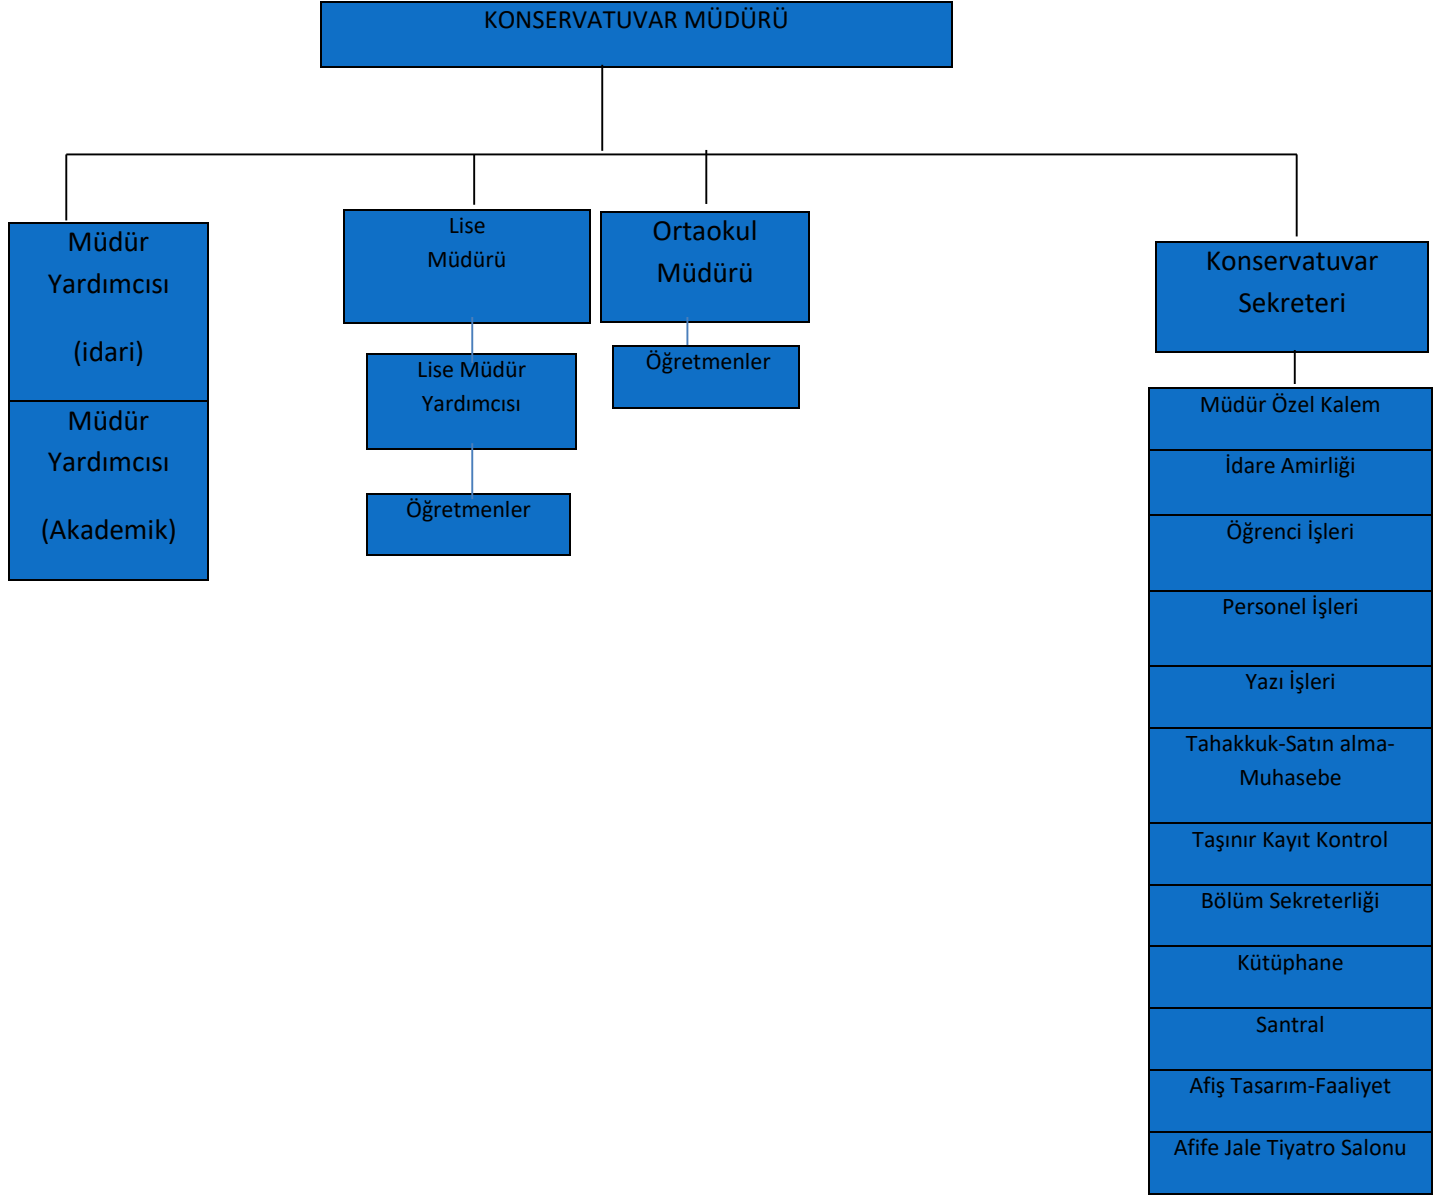 KONSERVATUVAR MÜDÜRÜ
Müdür
Yardımcısı
(idari)
Müdür
Yardımcısı
(Akademik)
Lise
Müdürü
Lise Müdür
Yardımcısı
Öğretmenler
Ortaokul
Müdürü
Öğretmenler
Konservatuvar
Sekreteri
Müdür Özel Kalem
İdare Amirliği
Öğrenci İşleri
Personel İşleri
Yazı İşleri
Tahakkuk-Satın alma-
Muhasebe
Taşınır Kayıt Kontrol
Bölüm Sekreterliği
Kütüphane
Santral
Afiş Tasarım-Faaliyet
Afife Jale Tiyatro Salonu